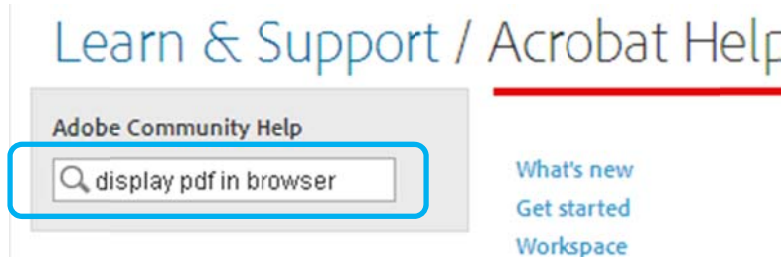 Learn & Support / Acrobat Help
Adobe Community Help
display pdf in browser
What's new
Get started
Workspace